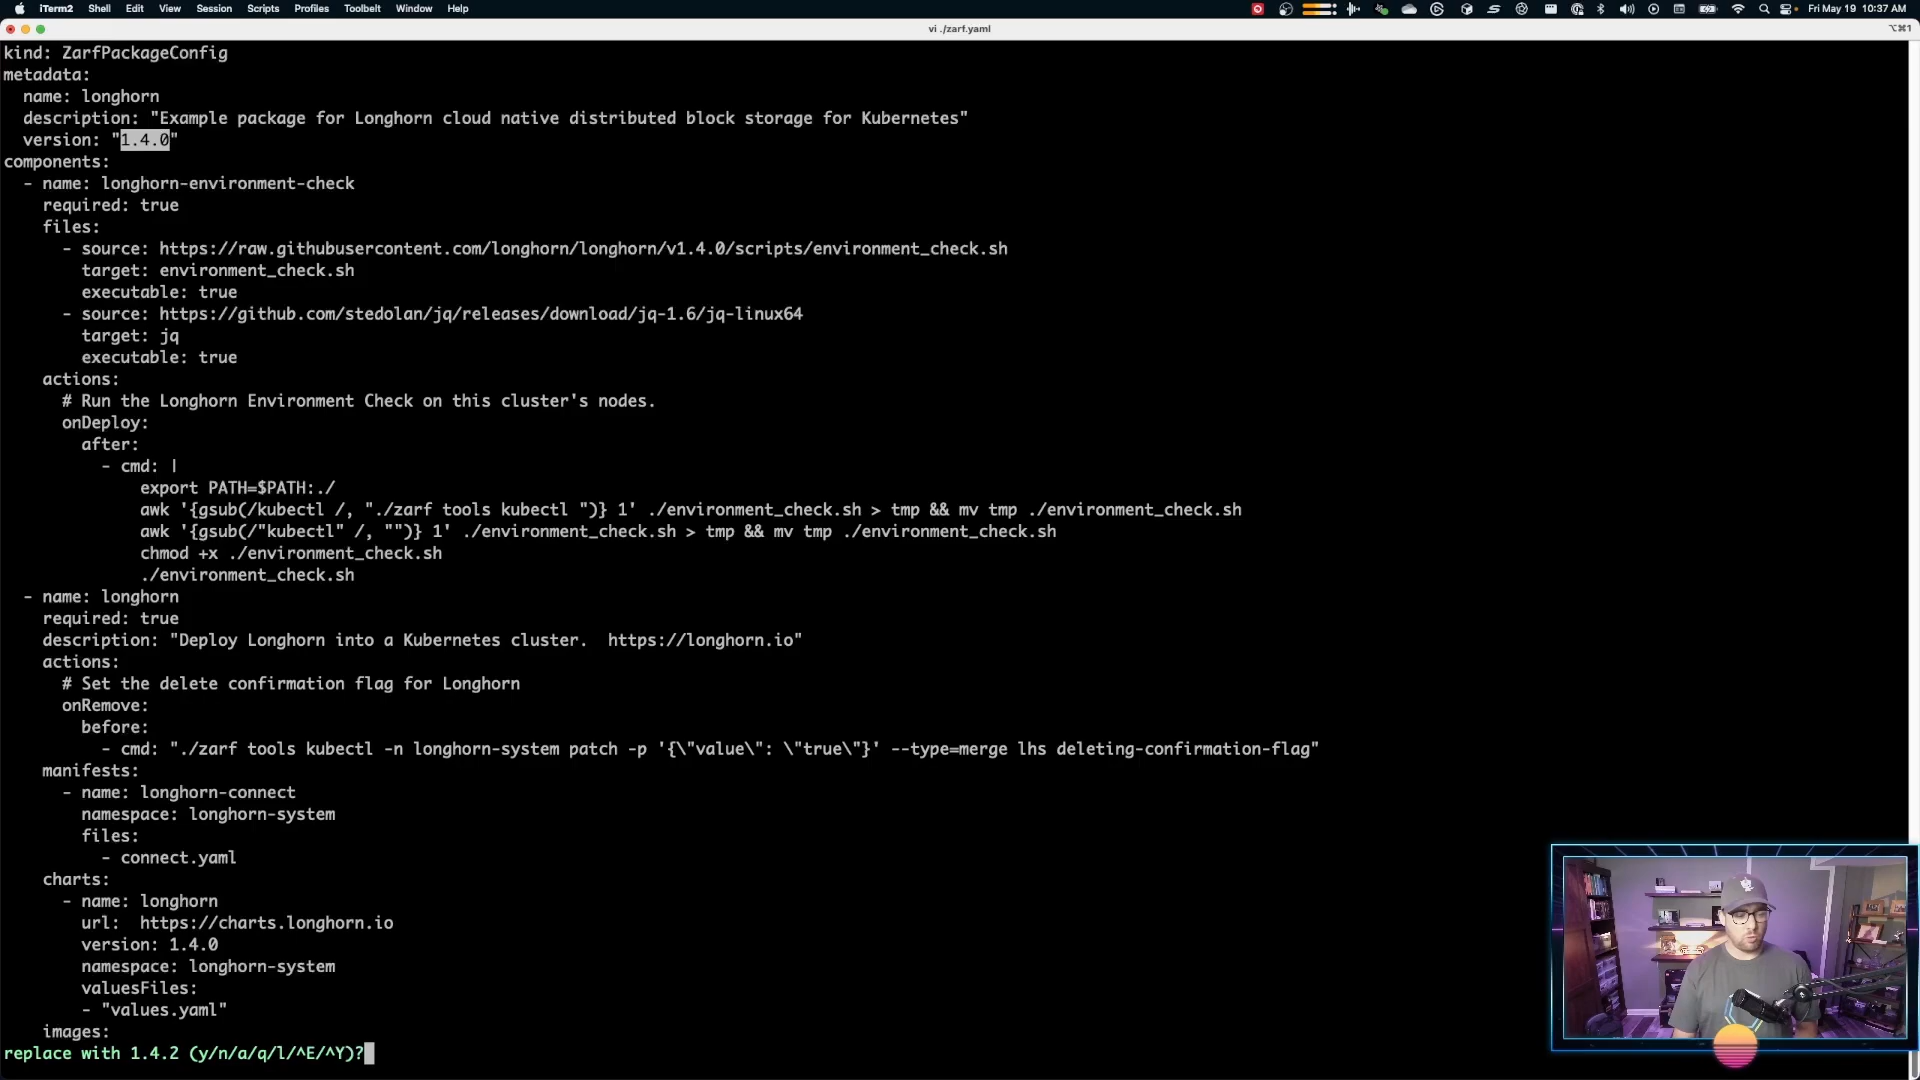 iTerm2 Shell Edit View Session Scripts Profiles Toolbelt Window Help Fri May 19 10:37 AM
vi ./zarf.yaml ⌥⌘1
kind: ZarfPackageConfig
metadata:
  name: longhorn
  description: "Example package for Longhorn cloud native distributed block storage for Kubernetes"
  version: "1.4.0"
components:
  - name: longhorn-environment-check
    required: true
    files:
      - source: https://raw.githubusercontent.com/longhorn/longhorn/v1.4.0/scripts/environment_check.sh
        target: environment_check.sh
        executable: true
      - source: https://github.com/stedolan/jq/releases/download/jq-1.6/jq-linux64
        target: jq
        executable: true
    actions:
      # Run the Longhorn Environment Check on this cluster's nodes.
      onDeploy:
        after:
          - cmd: |
              export PATH=$PATH:./
              awk '{gsub(/kubectl /, "./zarf tools kubectl ")} 1' ./environment_check.sh > tmp && mv tmp ./environment_check.sh
              awk '{gsub(/"kubectl" /, "")} 1' ./environment_check.sh > tmp && mv tmp ./environment_check.sh
              chmod +x ./environment_check.sh
              ./environment_check.sh
  - name: longhorn
    required: true
    description: "Deploy Longhorn into a Kubernetes cluster.  https://longhorn.io"
    actions:
      # Set the delete confirmation flag for Longhorn
      onRemove:
        before:
          - cmd: "./zarf tools kubectl -n longhorn-system patch -p '{\"value\": \"true\"}' --type=merge lhs deleting-confirmation-flag"
    manifests:
      - name: longhorn-connect
        namespace: longhorn-system
        files:
          - connect.yaml
    charts:
      - name: longhorn
        url:  https://charts.longhorn.io
        version: 1.4.0
        namespace: longhorn-system
        valuesFiles:
        - "values.yaml"
    images:
replace with 1.4.2 (y/n/a/q/l/^E/^Y)?